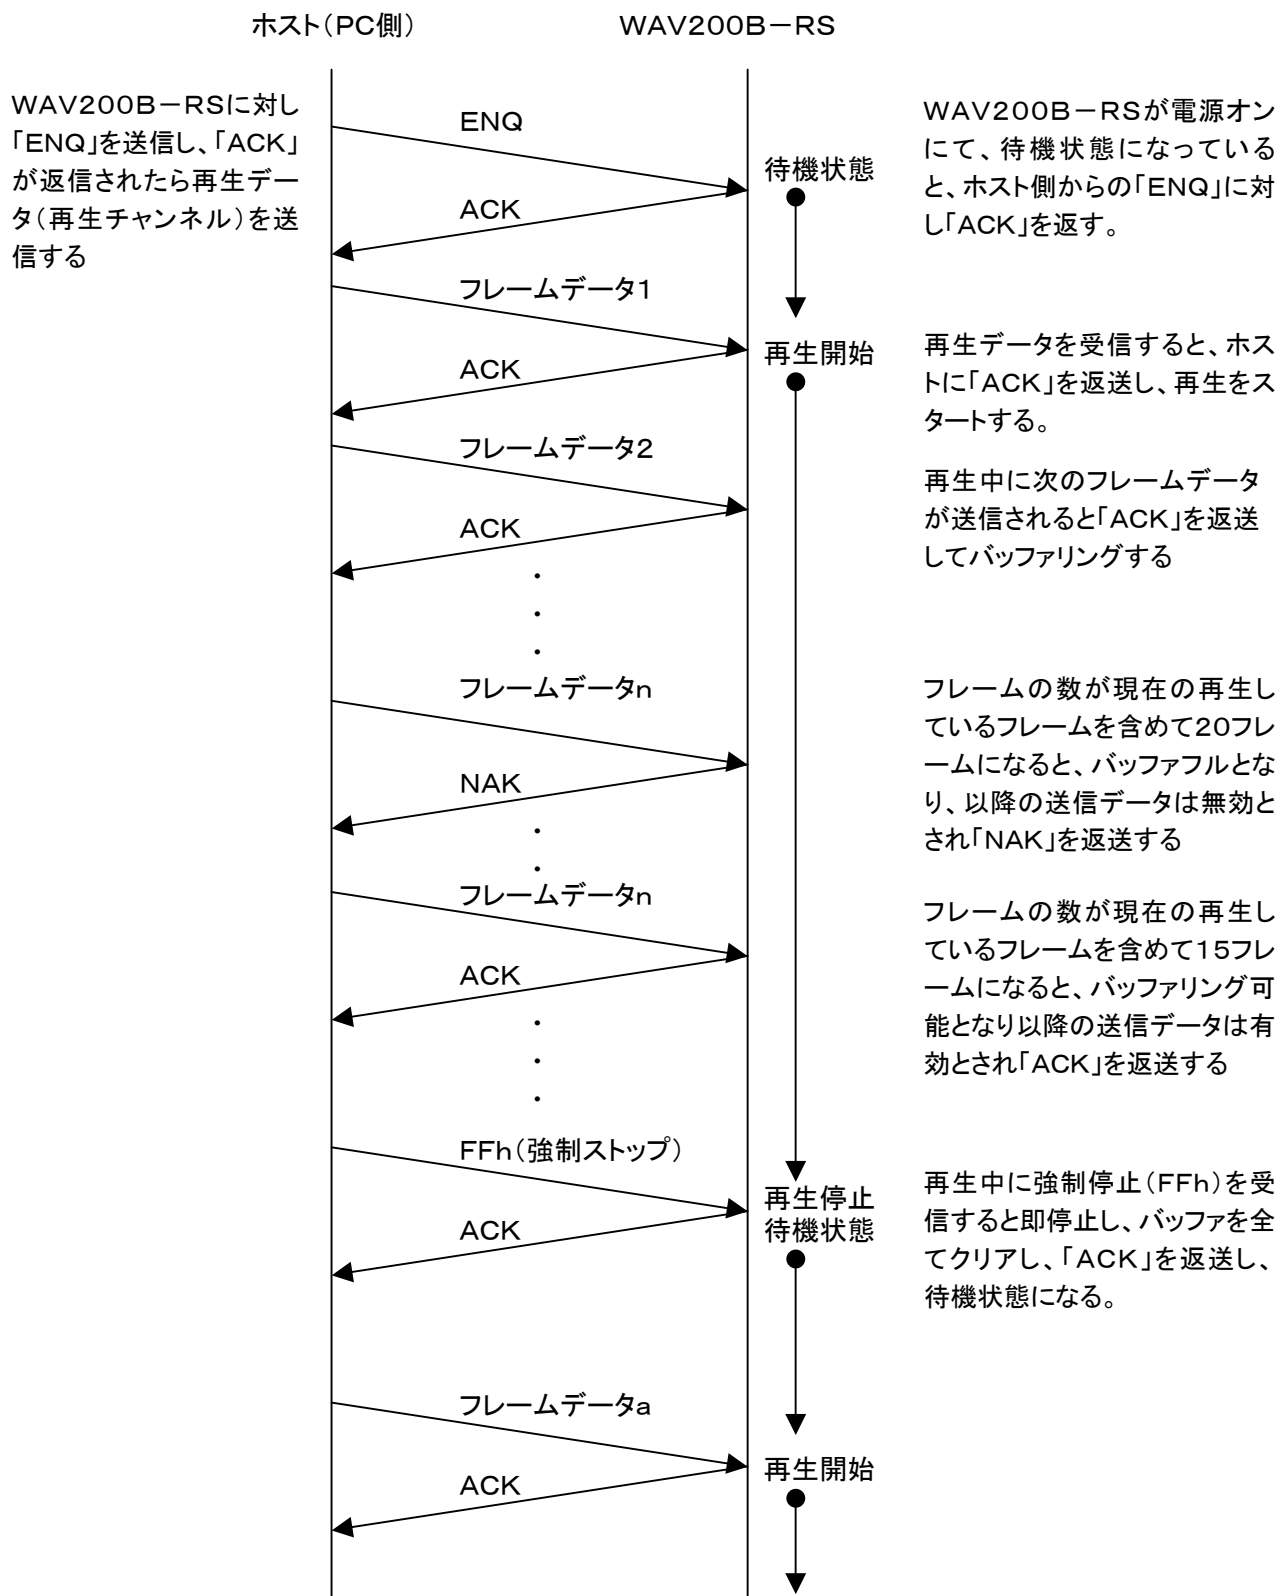 ホスト（PC側）
WAV200B－RS
WAV200B－RSに対し
「ENQ」を送信し、「ACK」
が返信されたら再生デー
タ（再生チャンネル）を送
信する
ENQ
待機状態
WAV200B－RSが電源オン
にて、待機状態になっている
と、ホスト側からの「ENQ」に対
し「ACK」を返す。
ACK
フレームデータ1
再生開始
再生データを受信すると、ホス
トに「ACK」を返送し、再生をス
タートする。
ACK
フレームデータ2
再生中に次のフレームデータ
が送信されると「ACK」を返送
してバッファリングする
ACK
・
・
・
フレームデータn
フレームの数が現在の再生し
ているフレームを含めて20フレ
ームになると、バッファフルとな
り、以降の送信データは無効と
され「NAK」を返送する
NAK
・
・
フレームデータn
フレームの数が現在の再生し
ているフレームを含めて15フレ
ームになると、バッファリング可
能となり以降の送信データは有
効とされ「ACK」を返送する
ACK
・
・
・
FFh（強制ストップ）
再生停止
待機状態
再生中に強制停止（FFh）を受
信すると即停止し、バッファを全
てクリアし、「ACK」を返送し、
待機状態になる。
ACK
フレームデータa
再生開始
ACK